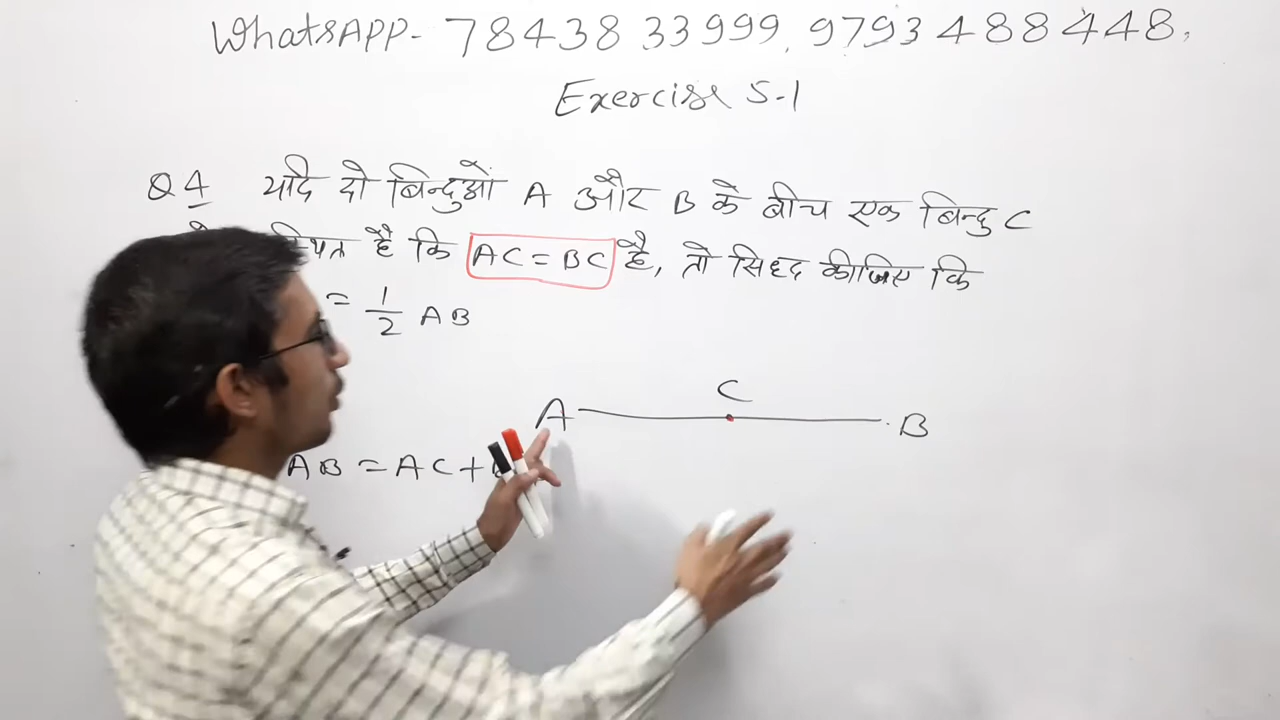 WhatsAPP- 78438 33999, 9793488448,
Exercise 5.1
Q4 यदि दो बिन्दुओं A और B के बीच एक बिन्दु C
है कि AC = BC है, तो सिध्द कीजिए कि
= 1/2 AB
C
A B
AB = AC +